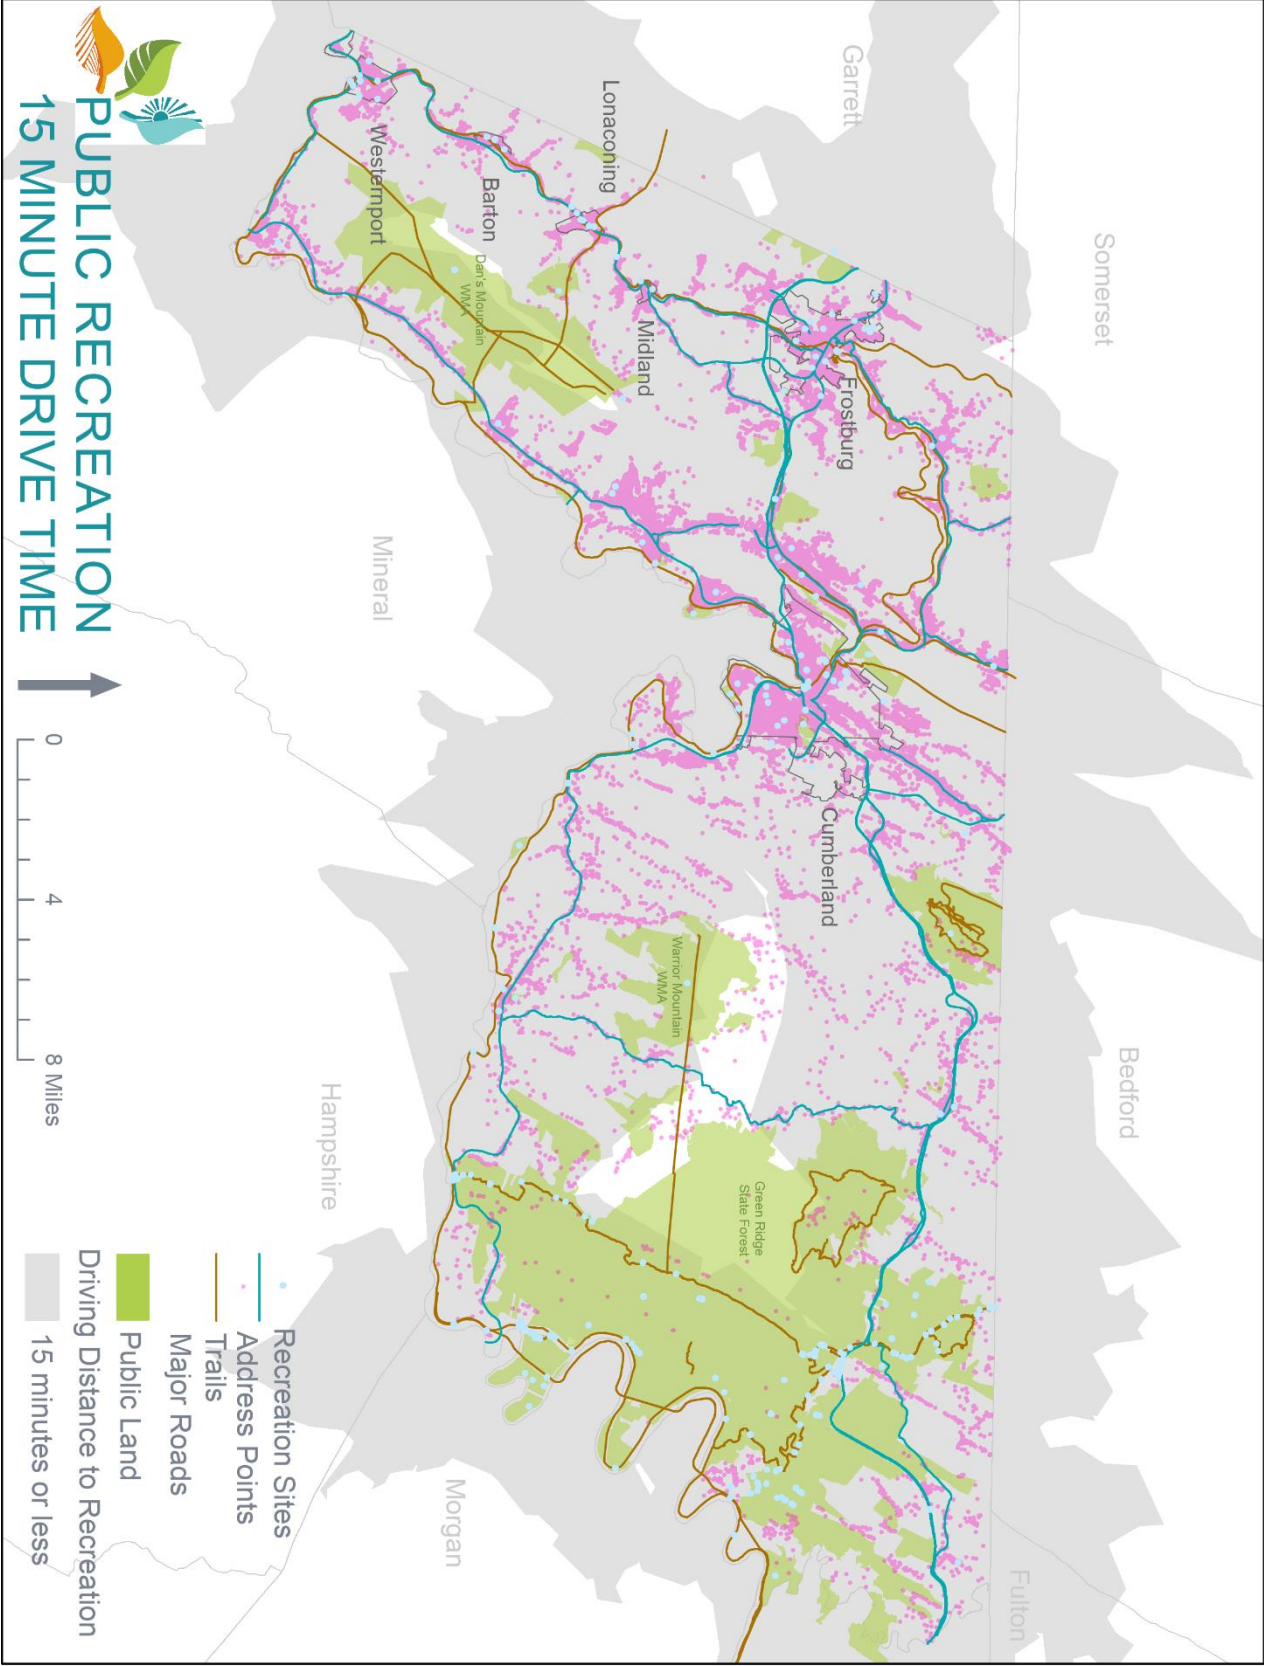 PUBLIC RECREATION
15 MINUTE DRIVE TIME
Somerset
Bedford
Fulton
Garrett
Frostburg
Cumberland
Lonaconing
Midland
Barton
Westernport
Dan's Mountain
WMA
Warrior Mountain
WMA
Green Ridge
State Forest
Mineral
Hampshire
Morgan
0 4 8 Miles
Recreation Sites
Address Points
Trails
Major Roads
Public Land
Driving Distance to Recreation
15 minutes or less